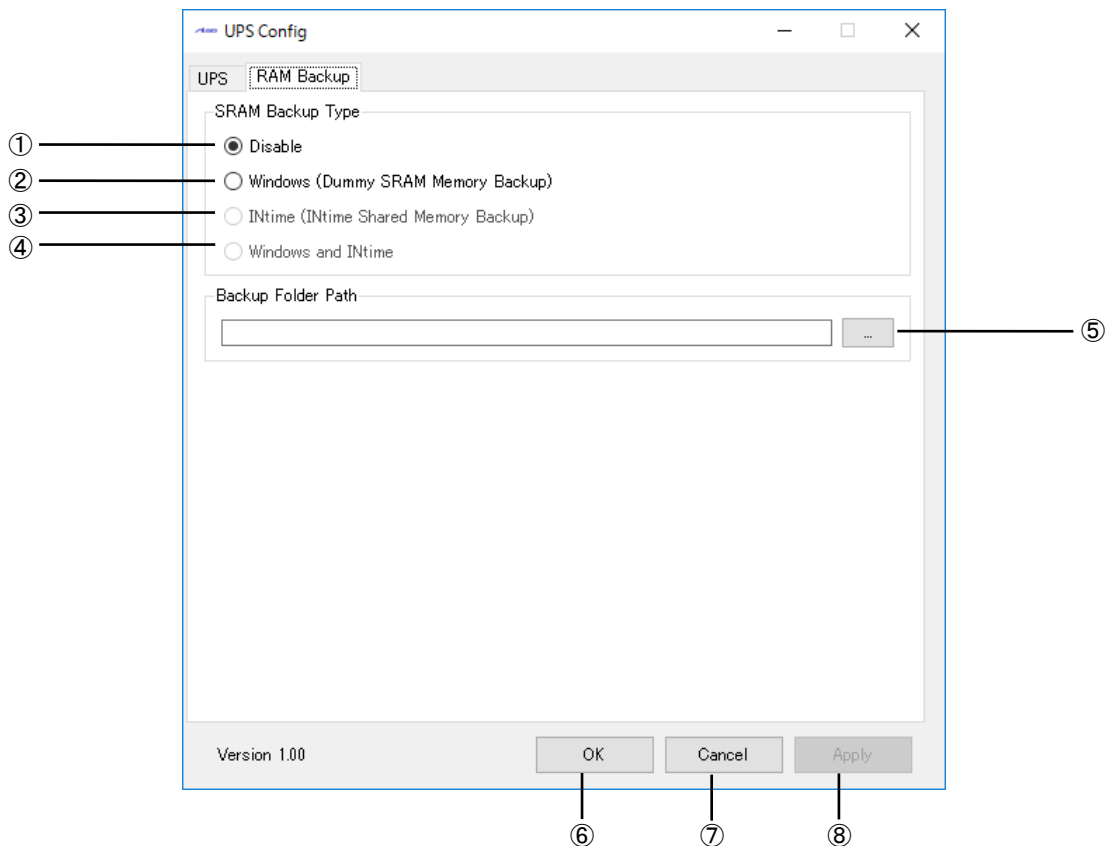 UPS Config
UPS RAM Backup
SRAM Backup Type
① Disable
② Windows (Dummy SRAM Memory Backup)
③ INtime (INtime Shared Memory Backup)
④ Windows and INtime
Backup Folder Path
... ⑤
Version 1.00 OK Cancel Apply
⑥ ⑦ ⑧